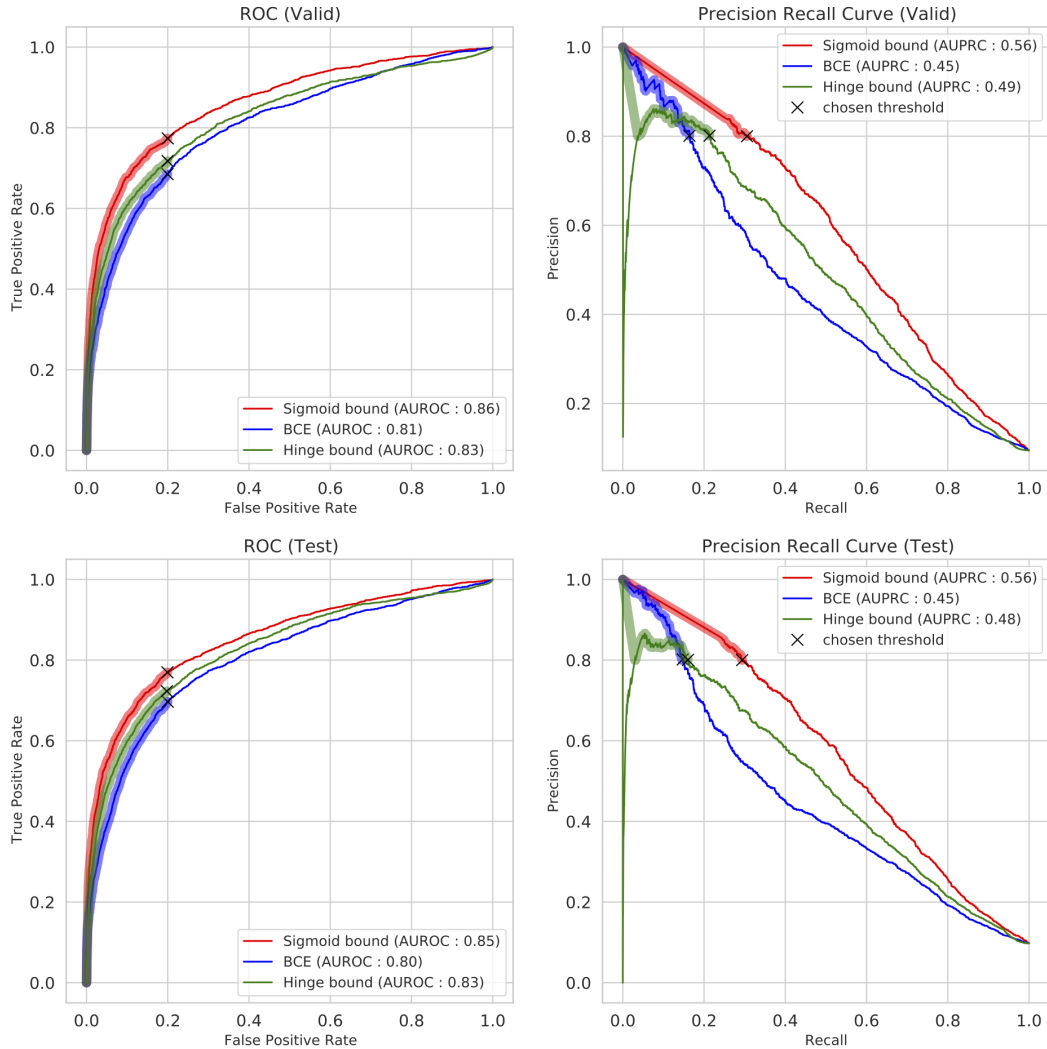 ROC (Valid)
True Positive Rate
1.0
0.8
0.6
0.4
0.2
0.0
Sigmoid bound (AUROC : 0.86)
BCE (AUROC : 0.81)
Hinge bound (AUROC : 0.83)
0.0 0.2 0.4 0.6 0.8 1.0
False Positive Rate
Precision Recall Curve (Valid)
Precision
1.0
0.8
0.6
0.4
0.2
Sigmoid bound (AUPRC : 0.56)
BCE (AUPRC : 0.45)
Hinge bound (AUPRC : 0.49)
chosen threshold
0.0 0.2 0.4 0.6 0.8 1.0
Recall
ROC (Test)
True Positive Rate
1.0
0.8
0.6
0.4
0.2
0.0
Sigmoid bound (AUROC : 0.85)
BCE (AUROC : 0.80)
Hinge bound (AUROC : 0.83)
0.0 0.2 0.4 0.6 0.8 1.0
False Positive Rate
Precision Recall Curve (Test)
Precision
1.0
0.8
0.6
0.4
0.2
0.0
Sigmoid bound (AUPRC : 0.56)
BCE (AUPRC : 0.45)
Hinge bound (AUPRC : 0.48)
chosen threshold
0.0 0.2 0.4 0.6 0.8 1.0
Recall